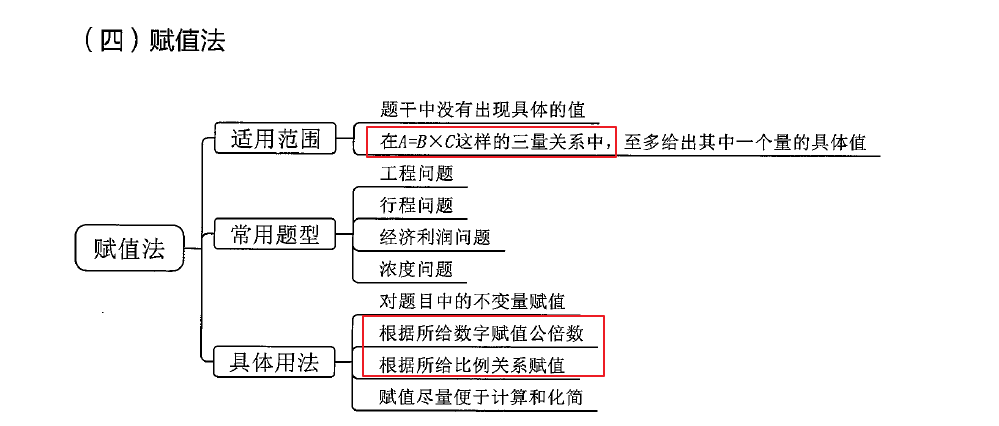 （四）赋值法
题干中没有出现具体的值
适用范围
在A=B×C这样的三量关系中，至多给出其中一个量的具体值
工程问题
行程问题
赋值法
常用题型
经济利润问题
浓度问题
对题目中的不变量赋值
根据所给数字赋值公倍数
具体用法
根据所给比例关系赋值
赋值尽量便于计算和化简